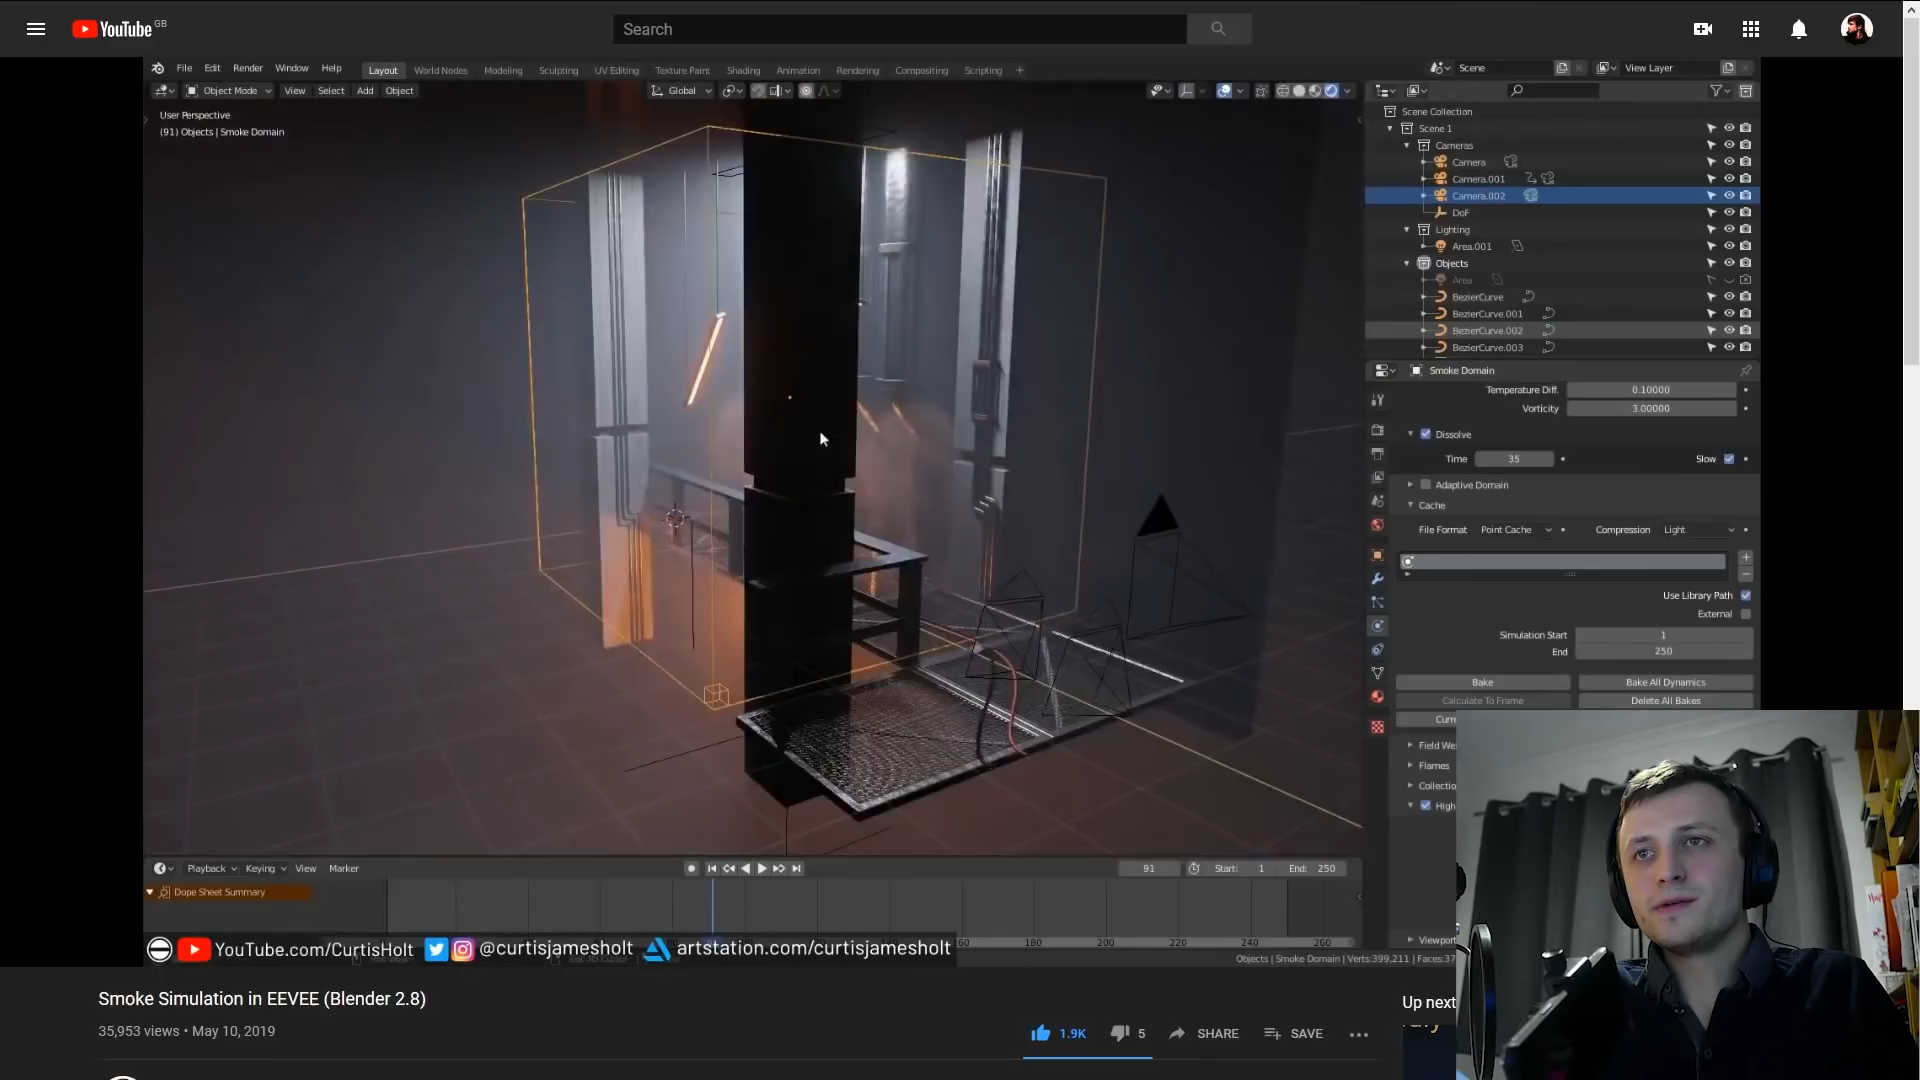 YouTube GB
Search
File Edit Render Window Help Layout World Nodes Modeling Sculpting UV Editing Texture Paint Shading Animation Rendering Compositing Scripting +
Scene View Layer
Object Mode View Select Add Object Global
User Perspective
(91) Objects | Smoke Domain
Scene Collection
Scene 1
Cameras
Camera
Camera.001
Camera.002
DoF
Lighting
Area.001
Objects
Area
BezierCurve
BezierCurve.001
BezierCurve.002
BezierCurve.003
Smoke Domain
Temperature Diff. 0.10000
Vorticity 3.00000
Dissolve
Time 35 Slow
Adaptive Domain
Cache
File Format Point Cache Compression Light
Use Library Path
External
Simulation Start 1
End 250
Bake Bake All Dynamics
Calculate To Frame Delete All Bakes
Curre
Field We
Flames
Collectio
High
Viewport
Playback Keying View Marker 91 Start: 1 End: 250
Dope Sheet Summary
160 180 200 220 240 260
YouTube.com/CurtisHolt @curtisjamesholt artstation.com/curtisjamesholt
Objects | Smoke Domain | Verts:399,211 | Faces:37
Smoke Simulation in EEVEE (Blender 2.8)
35,953 views • May 10, 2019
1.9K 5 SHARE SAVE
Up next